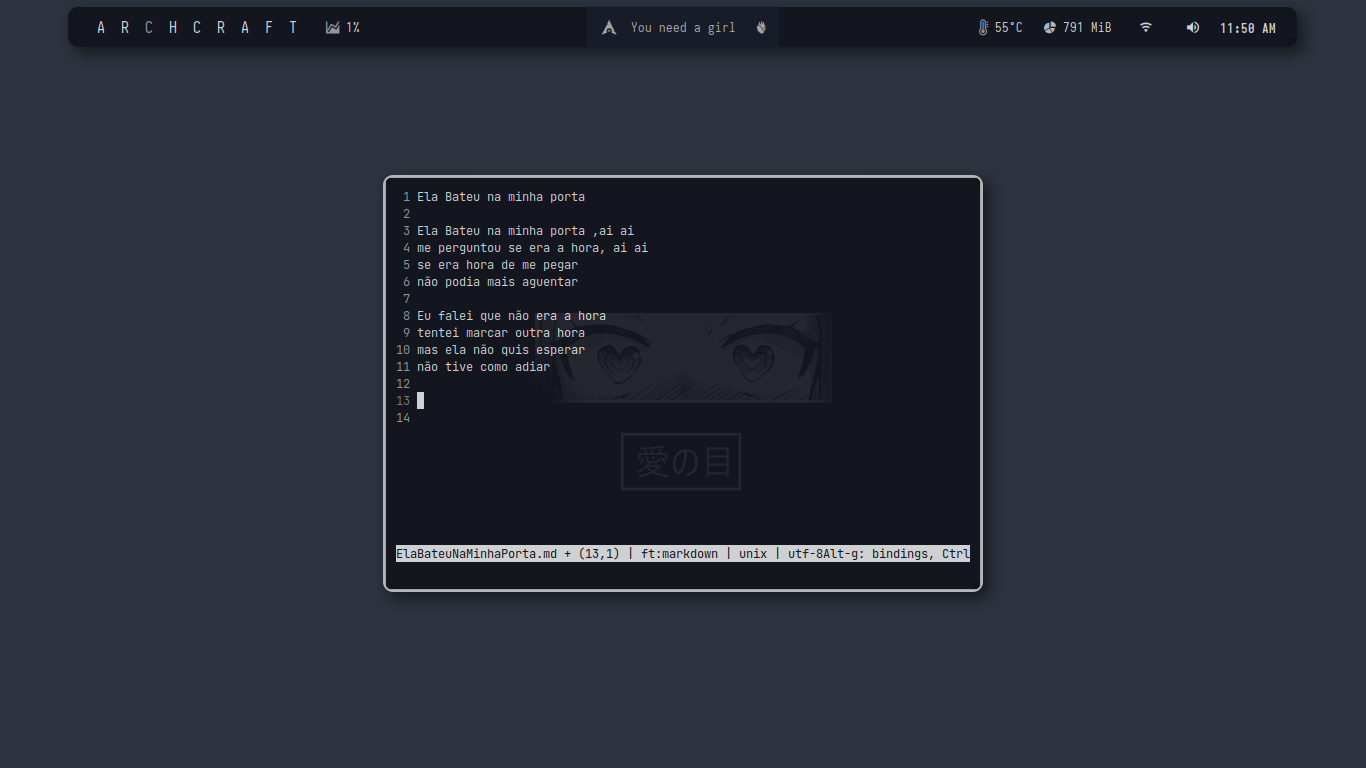 A R C H C R A F T 1% You need a girl 55°C 791 MiB 11:50 AM
1 Ela Bateu na minha porta
2
3 Ela Bateu na minha porta ,ai ai
4 me perguntou se era a hora, ai ai
5 se era hora de me pegar
6 não podia mais aguentar
7
8 Eu falei que não era a hora
9 tentei marcar outra hora
10 mas ela não quis esperar
11 não tive como adiar
12
13
14
愛の目
ElaBateuNaMinhaPorta.md + (13,1) | ft:markdown | unix | utf-8Alt-g: bindings, Ctrl